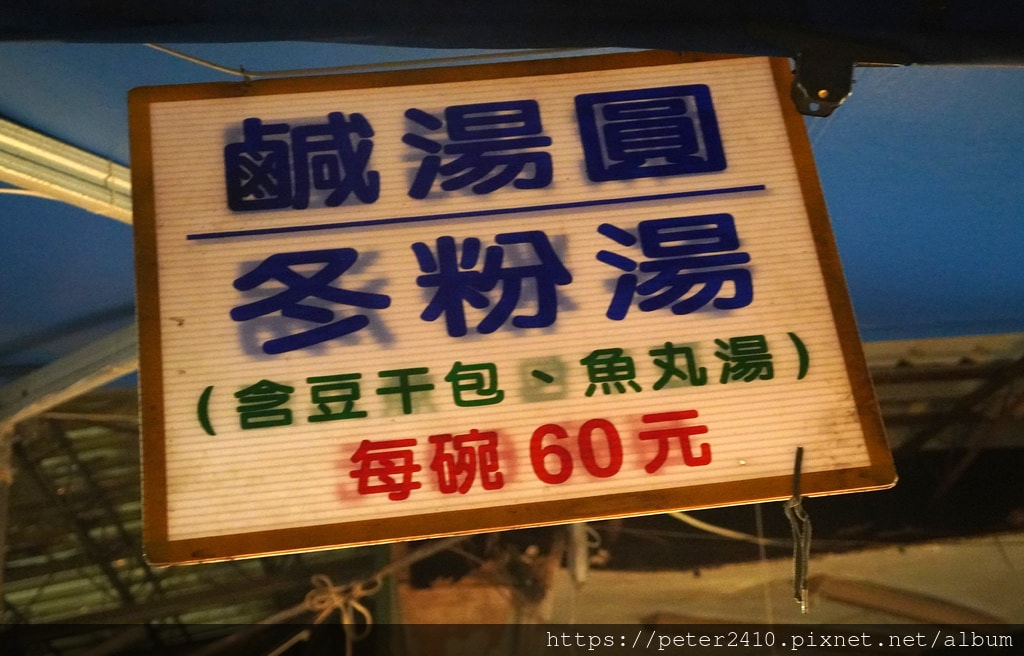 鹹湯圓
冬粉湯
(含豆干包、魚丸湯)
每碗60元
https://peter2410.pixnet.net/album